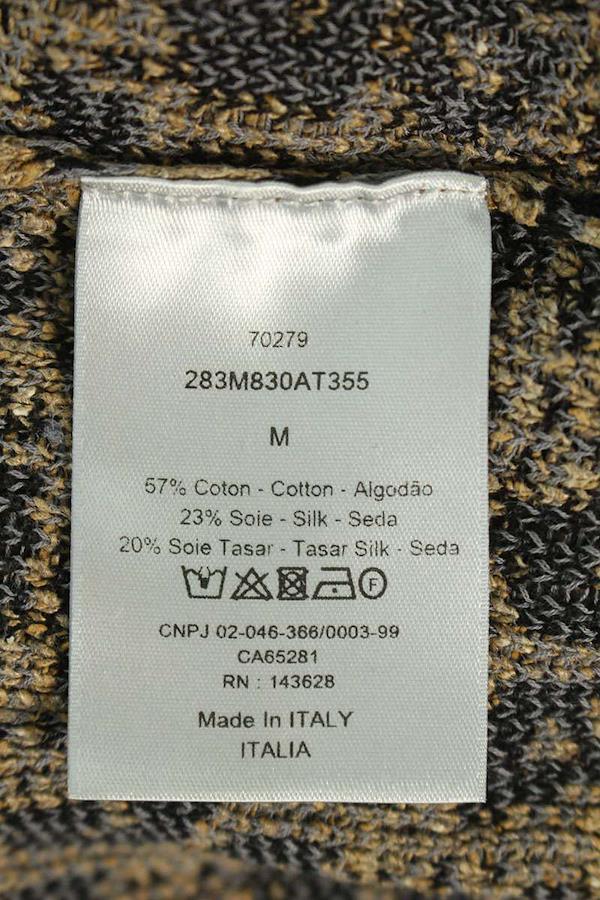 70279
283M830AT355
M
57% Coton - Cotton - Algodão
23% Soie - Silk - Seda
20% Soie Tasar - Tasar Silk - Seda
F
CNPJ 02-046-366/0003-99
CA65281
RN : 143628
Made In ITALY
ITALIA